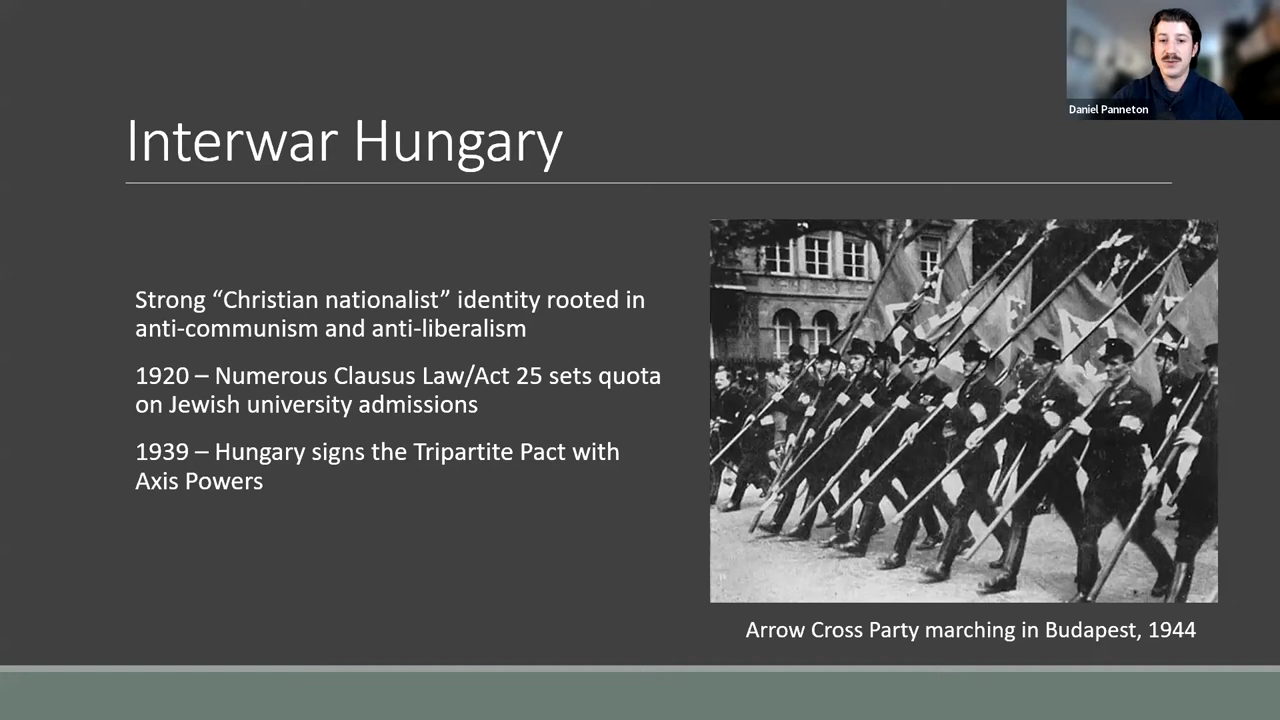 Daniel Panneton
Interwar Hungary
Strong “Christian nationalist” identity rooted in
anti-communism and anti-liberalism
1920 – Numerous Clausus Law/Act 25 sets quota
on Jewish university admissions
1939 – Hungary signs the Tripartite Pact with
Axis Powers
Arrow Cross Party marching in Budapest, 1944